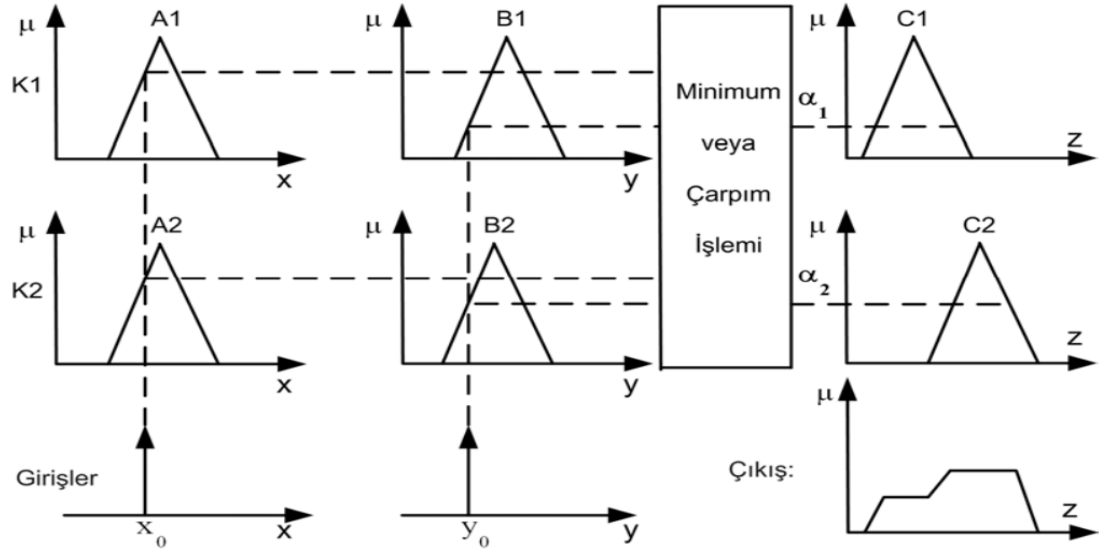 μ A1 μ B1 μ C1
K1 Minimum α₁
veya z
x y Çarpım
μ A2 μ B2 İşlemi μ C2
K2 α₂
z
x y μ
Girişler Çıkış:
x₀ x y₀ y z